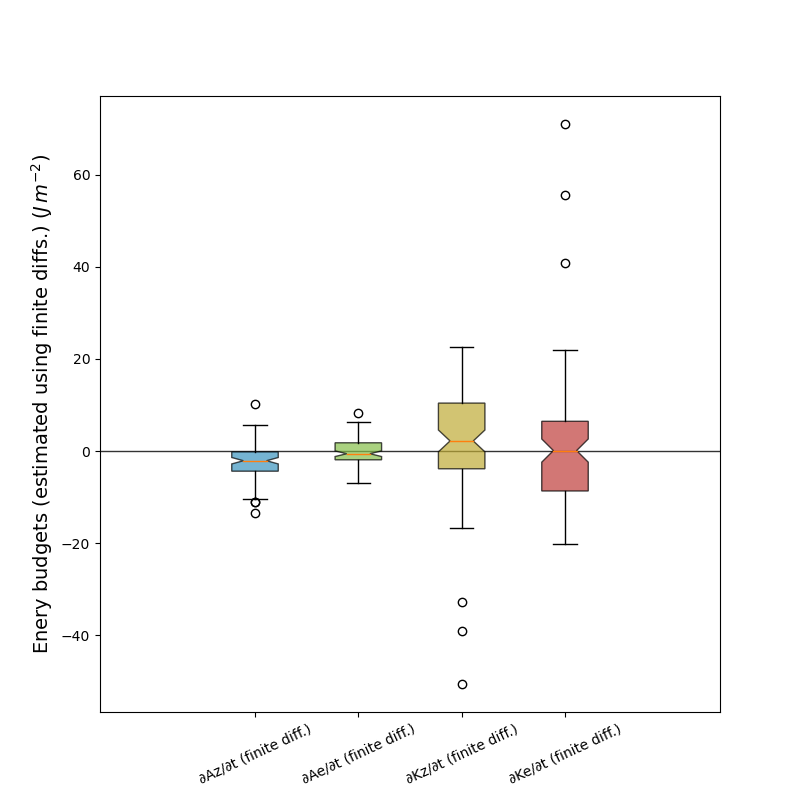 Enery budgets (estimated using finite diffs.) (J m⁻²)
60
40
20
0
−20
−40
∂Az/∂t (finite diff.)
∂Ae/∂t (finite diff.)
∂Kz/∂t (finite diff.)
∂Ke/∂t (finite diff.)